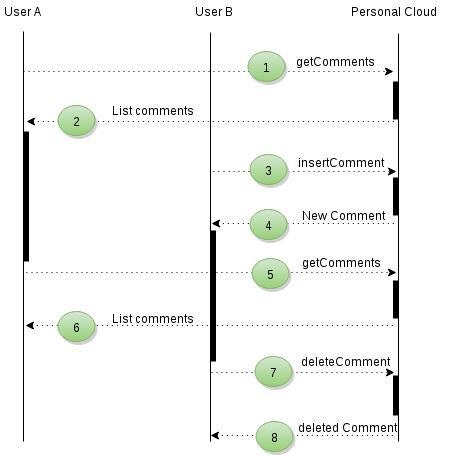 User A
User B
Personal Cloud
1
getComments
2
List comments
3
insertComment
4
New Comment
5
getComments
6
List comments
7
deleteComment
8
deleted Comment